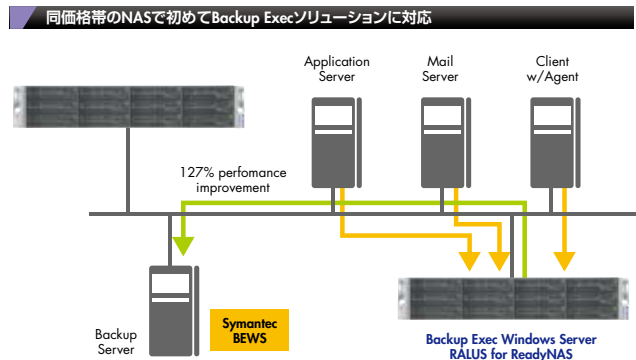 同価格帯のNASで初めてBackup Execソリューションに対応
Application
Server
Mail
Server
Client
w/Agent
127% perfomance
improvement
Backup
Server
Symantec
BEWS
Backup Exec Windows Server
RALUS for ReadyNAS